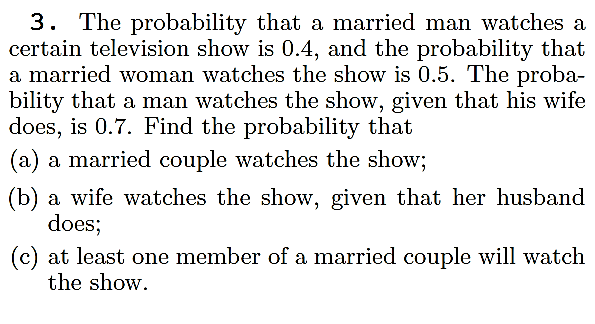 3. The probability that a married man watches a
certain television show is 0.4, and the probability that
a married woman watches the show is 0.5. The proba-
bility that a man watches the show, given that his wife
does, is 0.7. Find the probability that
(a) a married couple watches the show;
(b) a wife watches the show, given that her husband
does;
(c) at least one member of a married couple will watch
the show.